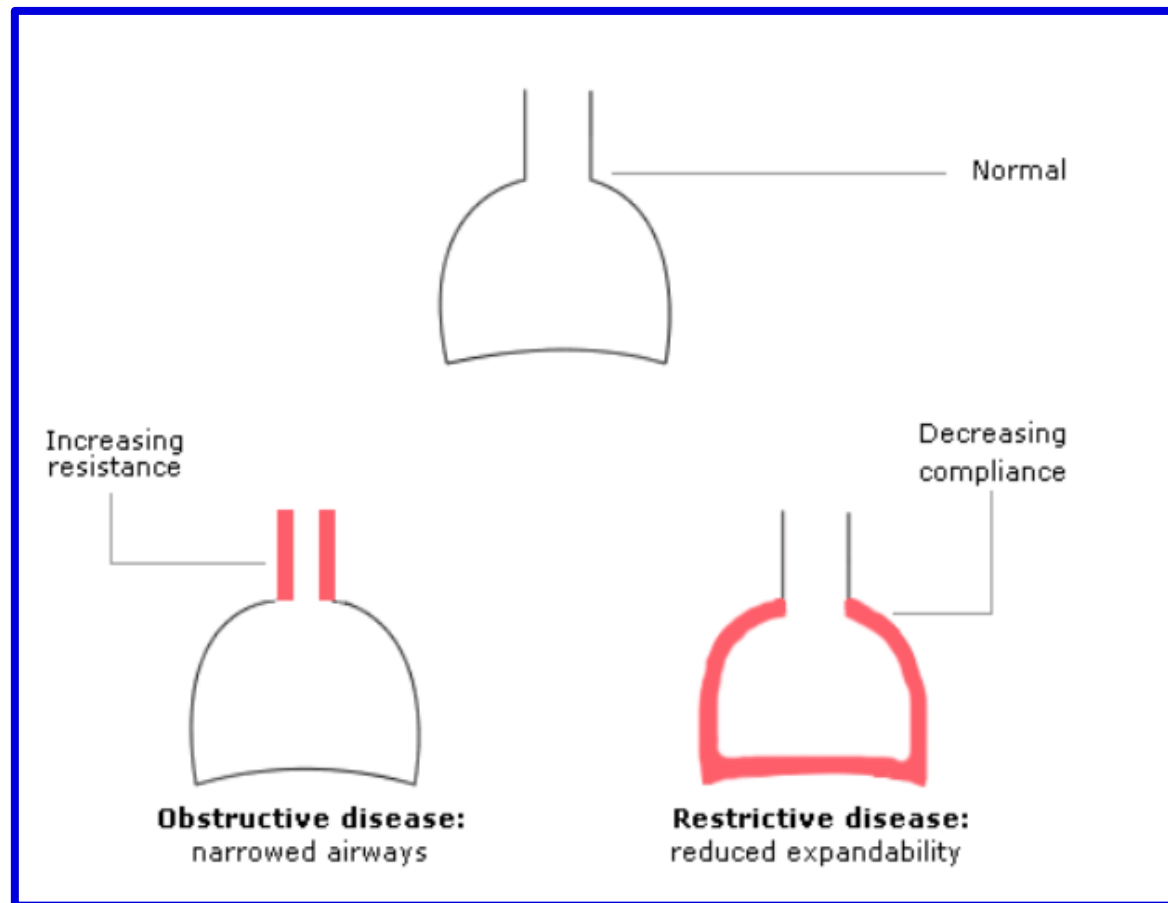 Normal
Increasing
resistance
Decreasing
compliance
Obstructive disease:
narrowed airways
Restrictive disease:
reduced expandability